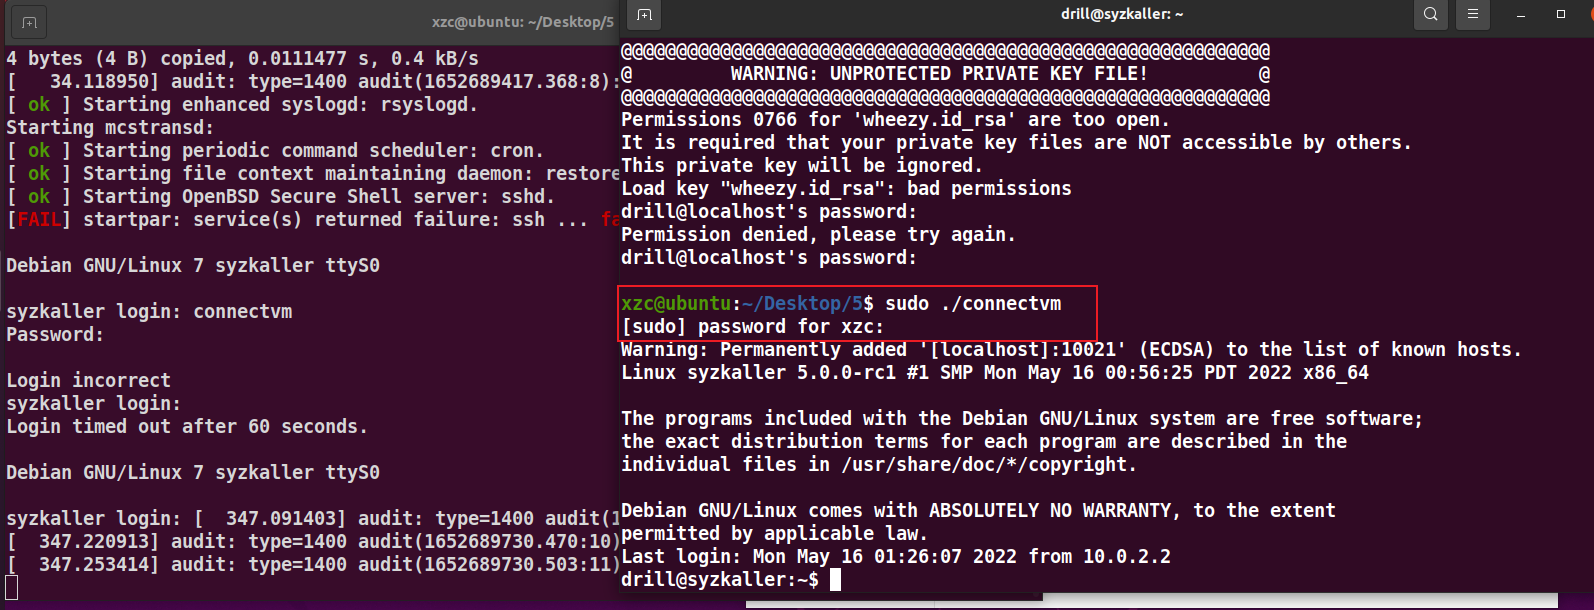 xzc@ubuntu: ~/Desktop/5
4 bytes (4 B) copied, 0.0111477 s, 0.4 kB/s
[   34.118950] audit: type=1400 audit(1652689417.368:8):
[ ok ] Starting enhanced syslogd: rsyslogd.
Starting mcstransd:
[ ok ] Starting periodic command scheduler: cron.
[ ok ] Starting file context maintaining daemon: restore
[ ok ] Starting OpenBSD Secure Shell server: sshd.
[FAIL] startpar: service(s) returned failure: ssh ... fa
Debian GNU/Linux 7 syzkaller ttyS0
syzkaller login: connectvm
Password:
Login incorrect
syzkaller login:
Login timed out after 60 seconds.
Debian GNU/Linux 7 syzkaller ttyS0
syzkaller login: [  347.091403] audit: type=1400 audit(1
[  347.220913] audit: type=1400 audit(1652689730.470:10)
[  347.253414] audit: type=1400 audit(1652689730.503:11)
drill@syzkaller: ~
@@@@@@@@@@@@@@@@@@@@@@@@@@@@@@@@@@@@@@@@@@@@@@@@@@@@@@@@@@@
@         WARNING: UNPROTECTED PRIVATE KEY FILE!          @
@@@@@@@@@@@@@@@@@@@@@@@@@@@@@@@@@@@@@@@@@@@@@@@@@@@@@@@@@@@
Permissions 0766 for 'wheezy.id_rsa' are too open.
It is required that your private key files are NOT accessible by others.
This private key will be ignored.
Load key "wheezy.id_rsa": bad permissions
drill@localhost's password:
Permission denied, please try again.
drill@localhost's password:
xzc@ubuntu:~/Desktop/5$ sudo ./connectvm
[sudo] password for xzc:
Warning: Permanently added '[localhost]:10021' (ECDSA) to the list of known hosts.
Linux syzkaller 5.0.0-rc1 #1 SMP Mon May 16 00:56:25 PDT 2022 x86_64
The programs included with the Debian GNU/Linux system are free software;
the exact distribution terms for each program are described in the
individual files in /usr/share/doc/*/copyright.
Debian GNU/Linux comes with ABSOLUTELY NO WARRANTY, to the extent
permitted by applicable law.
Last login: Mon May 16 01:26:07 2022 from 10.0.2.2
drill@syzkaller:~$